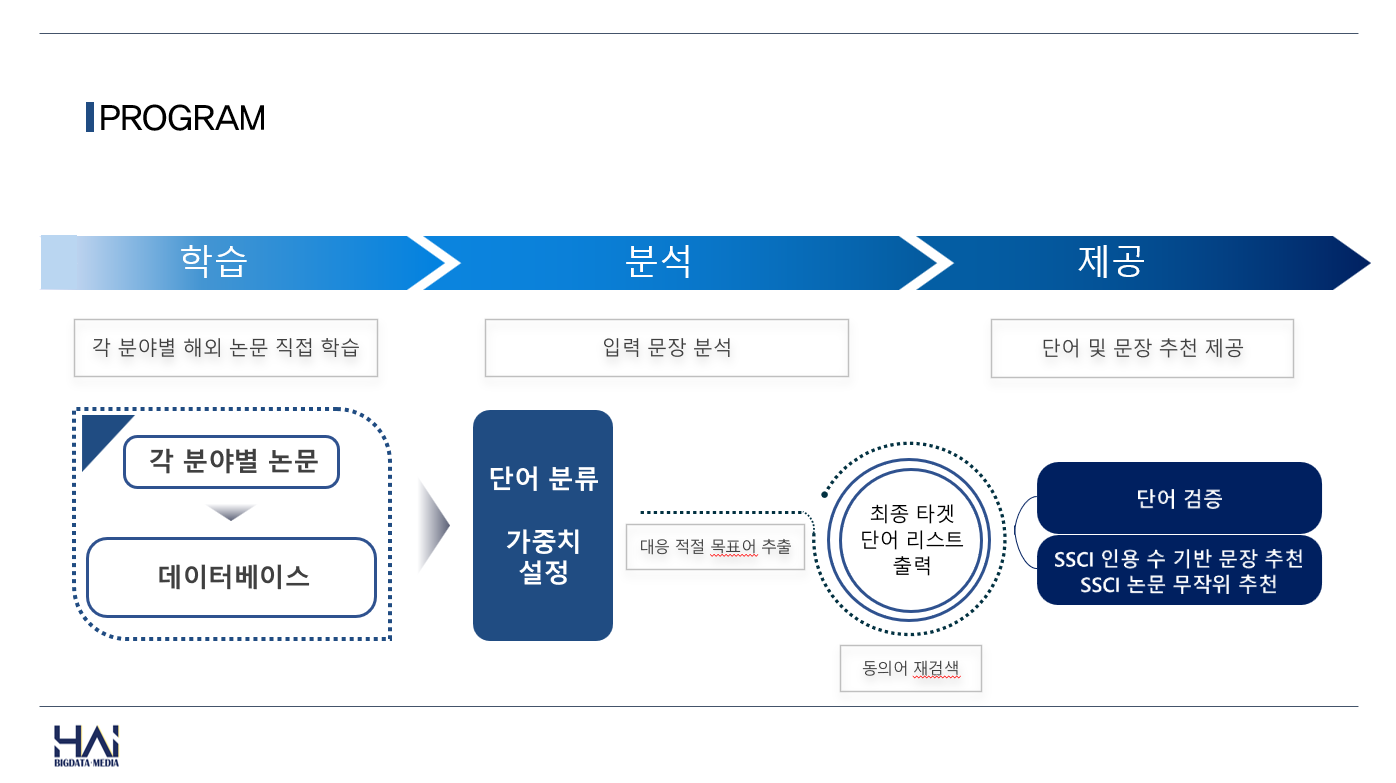 PROGRAM
학습
분석
제공
각 분야별 해외 논문 직접 학습
입력 문장 분석
단어 및 문장 추천 제공
각 분야별 논문
데이터베이스
단어 분류
가중치
설정
대응 적절 목표어 추출
최종 타겟
단어 리스트
출력
동의어 재검색
단어 검증
SSCI 인용 수 기반 문장 추천
SSCI 논문 무작위 추천
HAI
BIGDATA·MEDIA